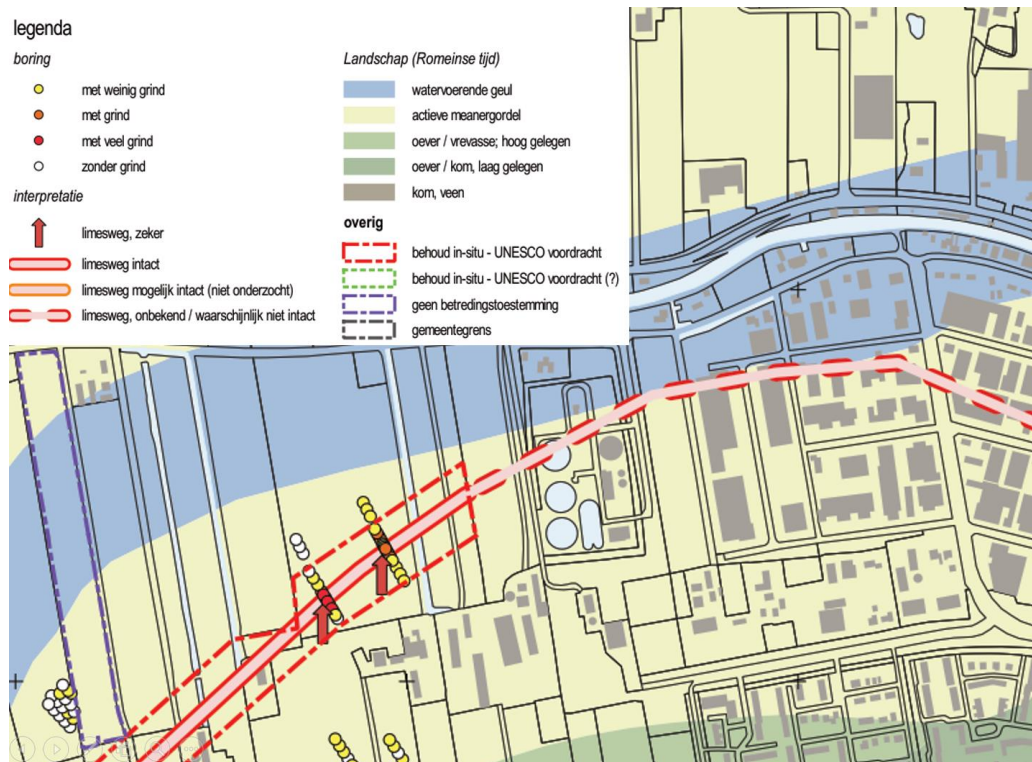 legenda
boring
met weinig grind
met grind
met veel grind
zonder grind
interpretatie
limesweg, zeker
limesweg intact
limesweg mogelijk intact (niet onderzocht)
limesweg, onbekend / waarschijnlijk niet intact
Landschap (Romeinse tijd)
watervoerende geul
actieve meanergordel
oever / vrevasse; hoog gelegen
oever / kom, laag gelegen
kom, veen
overig
behoud in-situ - UNESCO voordracht
behoud in-situ - UNESCO voordracht (?)
geen betredingstoestemming
gemeentegrens